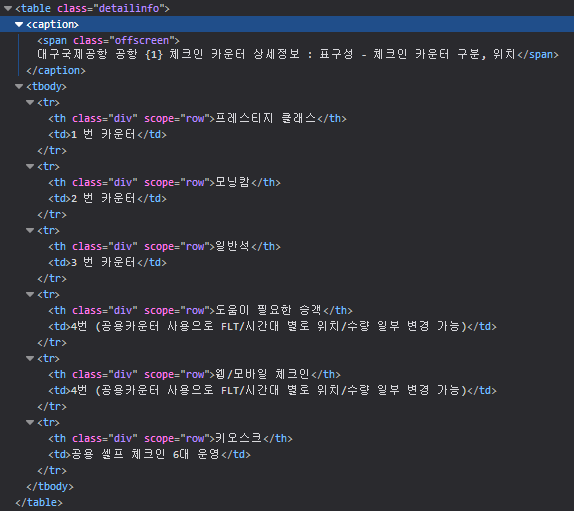 <table class="detailinfo">
<caption>
<span class="offscreen">
대구국제공항 공항 {1} 체크인 카운터 상세정보 : 표구성 - 체크인 카운터 구분, 위치</span>
</caption>
<tbody>
<tr>
<th class="div" scope="row">프레스티지 클래스</th>
<td>1 번 카운터</td>
</tr>
<tr>
<th class="div" scope="row">모닝캄</th>
<td>2 번 카운터</td>
</tr>
<tr>
<th class="div" scope="row">일반석</th>
<td>3 번 카운터</td>
</tr>
<tr>
<th class="div" scope="row">도움이 필요한 승객</th>
<td>4번 (공용카운터 사용으로 FLT/시간대 별로 위치/수량 일부 변경 가능)</td>
</tr>
<tr>
<th class="div" scope="row">웹/모바일 체크인</th>
<td>4번 (공용카운터 사용으로 FLT/시간대 별로 위치/수량 일부 변경 가능)</td>
</tr>
<tr>
<th class="div" scope="row">키오스크</th>
<td>공용 셀프 체크인 6대 운영</td>
</tr>
</tbody>
</table>